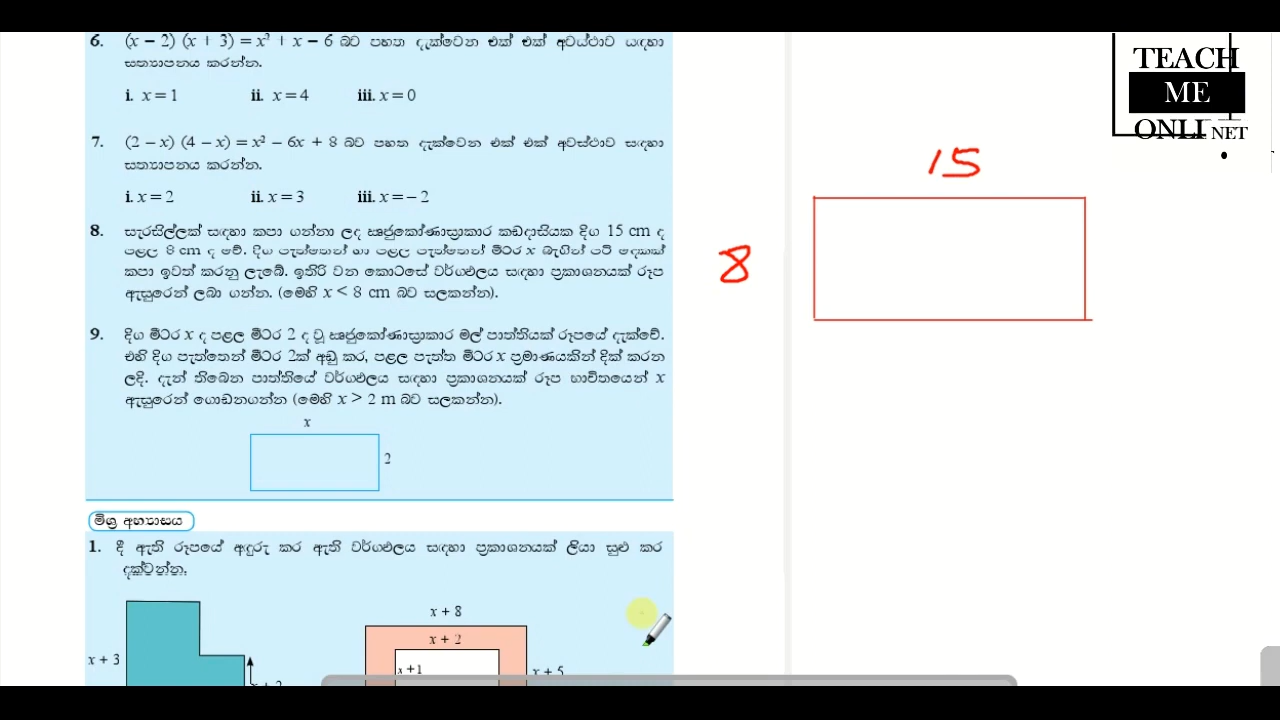 6. (x − 2) (x + 3) = x² + x − 6 බව පහත දැක්වෙන එක් එක් අවස්ථාව සඳහා
සත්‍යාපනය කරන්න.
i. x = 1 ii. x = 4 iii. x = 0
7. (2 − x) (4 − x) = x² − 6x + 8 බව පහත දැක්වෙන එක් එක් අවස්ථාව සඳහා
සත්‍යාපනය කරන්න.
i. x = 2 ii. x = 3 iii. x = − 2
8. සැරසිල්ලක් සඳහා කපා ගන්නා ලද ඍජුකෝණාස්‍රාකාර කඩදාසියක දිග 15 cm ද
පළල 8 cm ද වේ. දිග පැත්තෙන් හා පළල පැත්තෙන් මීටර x බැගින් පටි දෙකක්
කපා ඉවත් කරනු ලැබේ. ඉතිරි වන කොටසේ වර්ගඵලය සඳහා ප්‍රකාශනයක් රූප
ඇසුරෙන් ලබා ගන්න. (මෙහි x < 8 cm බව සලකන්න).
9. දිග මීටර x ද පළල මීටර 2 ද වූ ඍජුකෝණාස්‍රාකාර මල් පාත්තියක් රූපයේ දැක්වේ.
එහි දිග පැත්තෙන් මීටර 2ක් අඩු කර, පළල පැත්ත මීටර x ප්‍රමාණයකින් දික් කරන
ලදි. දැන් තිබෙන පාත්තියේ වර්ගඵලය සඳහා ප්‍රකාශනයක් රූප භාවිතයෙන් x
ඇසුරෙන් ගොඩනගන්න (මෙහි x > 2 m බව සලකන්න).
x
2
මිශ්‍ර අභ්‍යාසය
1. දී ඇති රූපයේ අඳුරු කර ඇති වර්ගඵලය සඳහා ප්‍රකාශනයක් ලියා සුළු කර
දක්වන්න.
x + 8
x + 2
x + 3
x +1
x + 5
15
8
TEACH
ME
ONLI NET